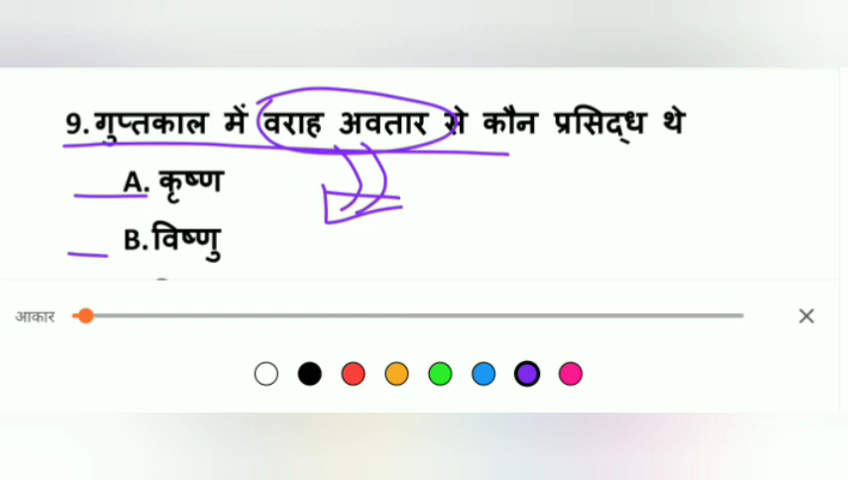 9. गुप्तकाल में वराह अवतार से कौन प्रसिद्ध थे
A. कृष्ण
B. विष्णु
आकार